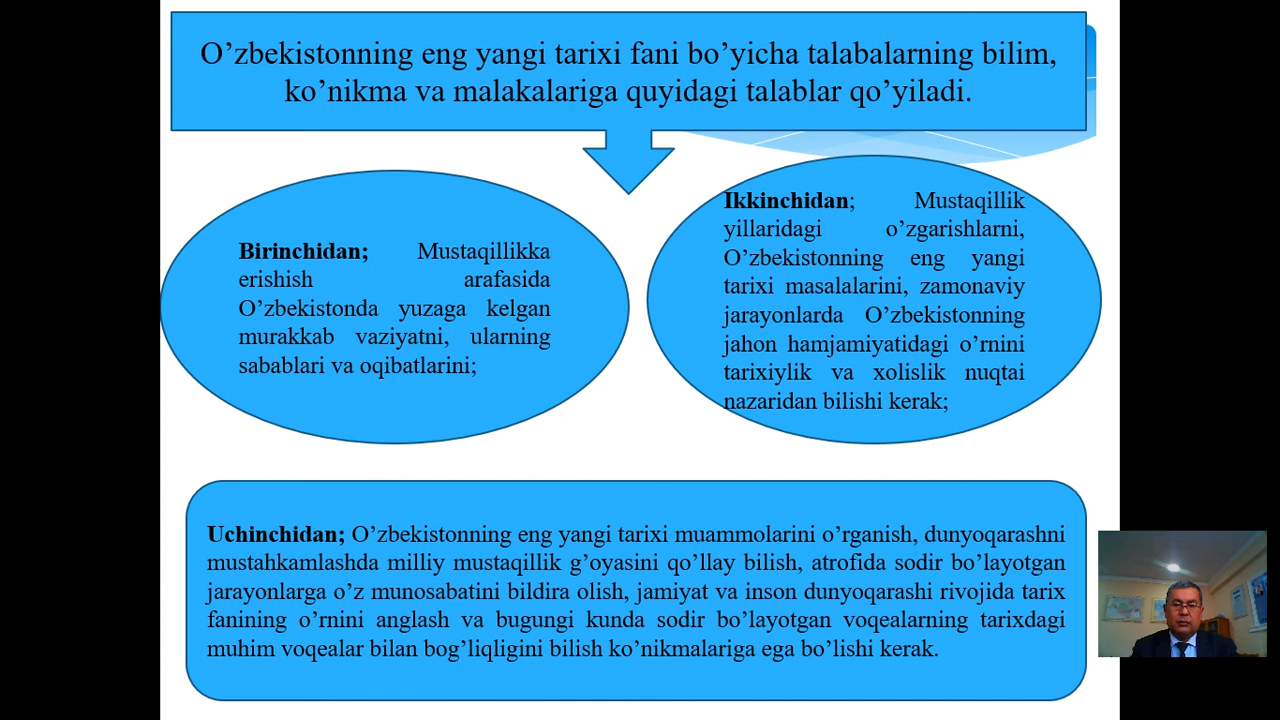 O’zbekistonning eng yangi tarixi fani bo’yicha talabalarning bilim,
ko’nikma va malakalariga quyidagi talablar qo’yiladi.
Birinchidan; Mustaqillikka
erishish arafasida
O’zbekistonda yuzaga kelgan
murakkab vaziyatni, ularning
sabablari va oqibatlarini;
Ikkinchidan; Mustaqillik
yillaridagi o’zgarishlarni,
O’zbekistonning eng yangi
tarixi masalalarini, zamonaviy
jarayonlarda O’zbekistonning
jahon hamjamiyatidagi o’rnini
tarixiylik va xolislik nuqtai
nazaridan bilishi kerak;
Uchinchidan; O’zbekistonning eng yangi tarixi muammolarini o’rganish, dunyoqarashni
mustahkamlashda milliy mustaqillik g’oyasini qo’llay bilish, atrofida sodir bo’layotgan
jarayonlarga o’z munosabatini bildira olish, jamiyat va inson dunyoqarashi rivojida tarix
fanining o’rnini anglash va bugungi kunda sodir bo’layotgan voqealarning tarixdagi
muhim voqealar bilan bog’liqligini bilish ko’nikmalariga ega bo’lishi kerak.